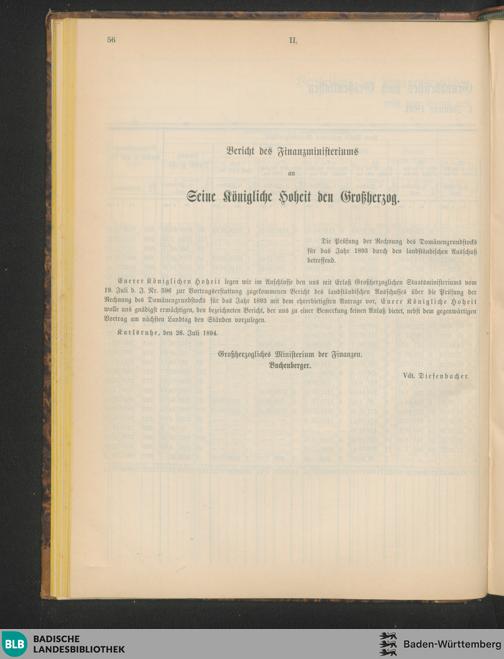 56
II.
Bericht des Finanzministeriums
an
Seine Königliche Hoheit den Großherzog.
Die Prüfung der Rechnung des Domänengrundstocks
für das Jahr 1893 durch den landständischen Ausschuß
betreffend.
Euerer Königlichen Hoheit legen wir im Anschlusse den uns mit Erlaß Großherzoglichen Staatsministeriums vom
19. Juli d. J. Nr. 596 zur Vortragserstattung zugekommenen Bericht des landständischen Ausschusses über die Prüfung der
Rechnung des Domänengrundstocks für das Jahr 1893 mit dem ehrerbietigsten Antrage vor, Euere Königliche Hoheit
wolle uns gnädigst ermächtigen, den bezeichneten Bericht, der uns zu einer Bemerkung keinen Anlaß bietet, nebst dem gegenwärtigen
Vortrag am nächsten Landtag den Ständen vorzulegen.
Karlsruhe, den 26. Juli 1894.
Großherzogliches Ministerium der Finanzen.
Buchenberger.
Vdt. Diefenbacher.
BLB BADISCHE
LANDESBIBLIOTHEK
Baden-Württemberg